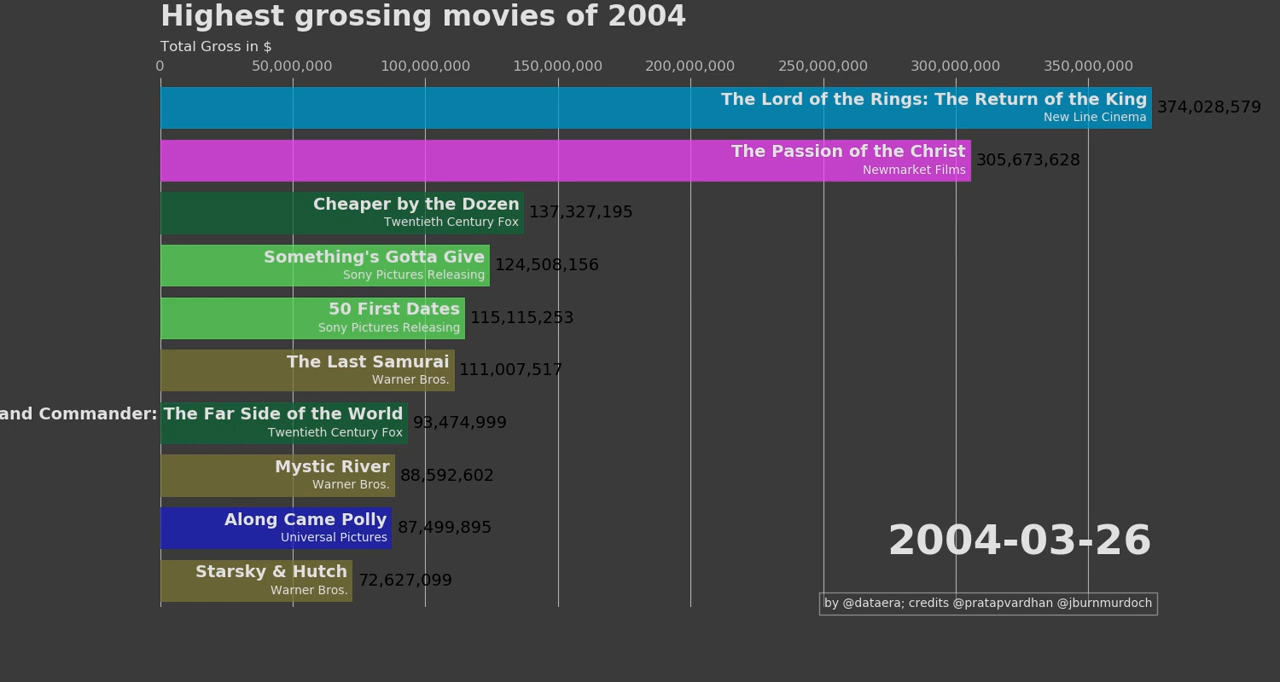 Highest grossing movies of 2004
Total Gross in $
0 50,000,000 100,000,000 150,000,000 200,000,000 250,000,000 300,000,000 350,000,000
The Lord of the Rings: The Return of the King
New Line Cinema
374,028,579
The Passion of the Christ
Newmarket Films
305,673,628
Cheaper by the Dozen
Twentieth Century Fox
137,327,195
Something's Gotta Give
Sony Pictures Releasing
124,508,156
50 First Dates
Sony Pictures Releasing
115,115,253
The Last Samurai
Warner Bros.
111,007,517
and Commander: The Far Side of the World
Twentieth Century Fox
93,474,999
Mystic River
Warner Bros.
88,592,602
Along Came Polly
Universal Pictures
87,499,895
Starsky & Hutch
Warner Bros.
72,627,099
2004-03-26
by @dataera; credits @pratapvardhan @jburnmurdoch